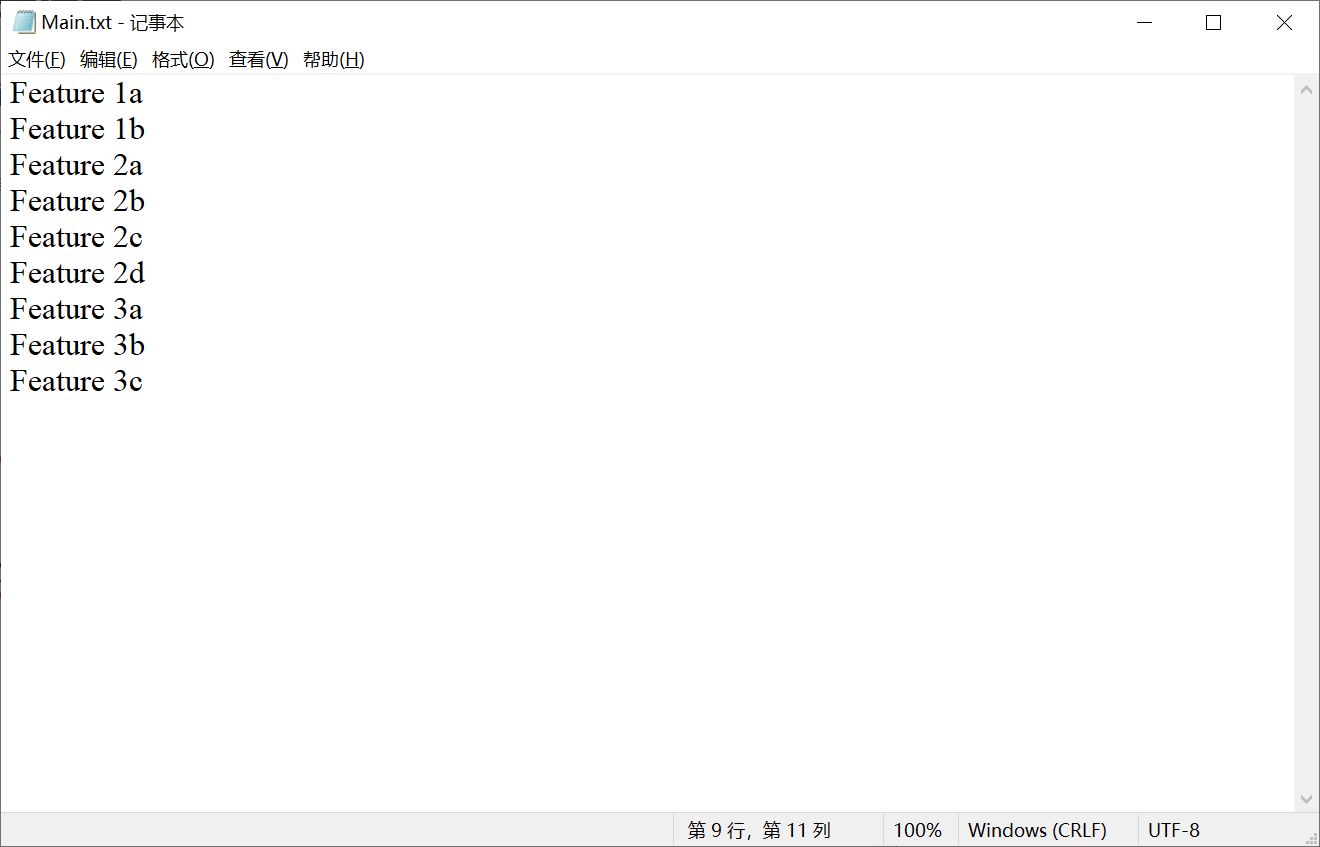 Main.txt - 记事本
文件(F) 编辑(E) 格式(O) 查看(V) 帮助(H)
Feature 1a
Feature 1b
Feature 2a
Feature 2b
Feature 2c
Feature 2d
Feature 3a
Feature 3b
Feature 3c
第 9 行，第 11 列 100% Windows (CRLF) UTF-8